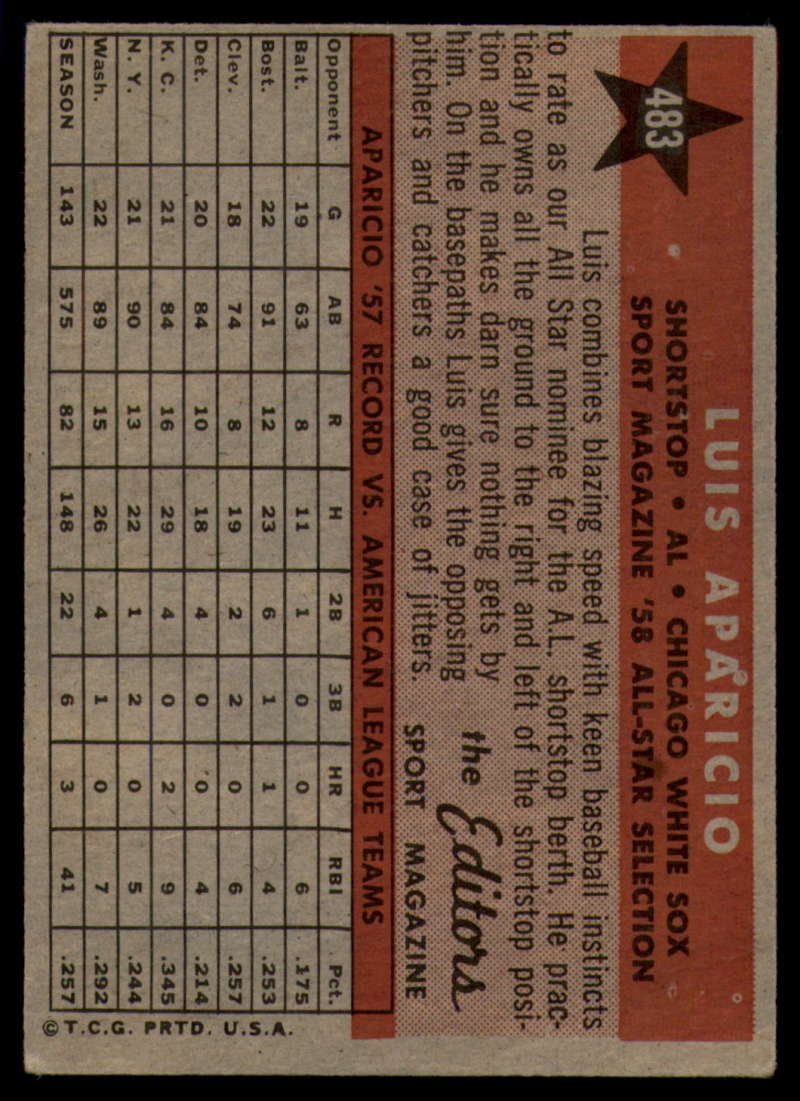 483
LUIS APARICIO
SHORTSTOP • AL • CHICAGO WHITE SOX
SPORT MAGAZINE '58 ALL-STAR SELECTION
Luis combines blazing speed with keen baseball instincts
to rate as our All Star nominee for the A.L. shortstop berth. He prac-
tically owns all the ground to the right and left of the shortstop posi-
tion and he makes darn sure nothing gets by
him. On the basepaths Luis gives the opposing
pitchers and catchers a good case of jitters.
the Editors
SPORT MAGAZINE
APARICIO '57 RECORD VS. AMERICAN LEAGUE TEAMS
Opponent G AB R H 2B 3B HR RBI Pct.
Balt. 19 63 8 11 1 0 0 6 .175
Bost. 22 91 12 23 6 1 1 4 .253
Clev. 18 74 8 19 2 2 0 6 .257
Det. 20 84 10 18 4 0 0 4 .214
K. C. 21 84 16 29 4 0 2 9 .345
N. Y. 21 90 13 22 1 2 0 5 .244
Wash. 22 89 15 26 4 1 0 7 .292
SEASON 143 575 82 148 22 6 3 41 .257
© T.C.G. PRTD. U.S.A.